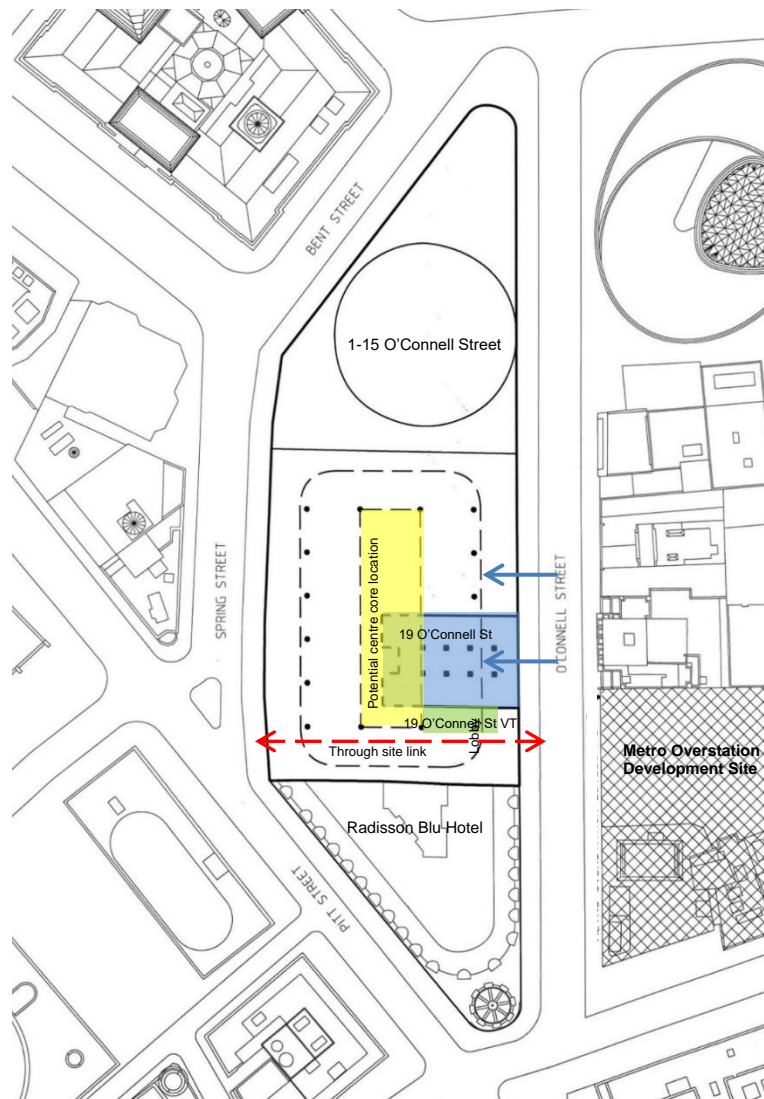 BENT STREET
1-15 O'Connell Street
SPRING STREET
Potential centre core location
O'CONNELL STREET
19 O'Connell St
19 O'Connell St VT
Lobby
Through site link
Metro Overstation
Development Site
Radisson Blu Hotel
PITT STREET